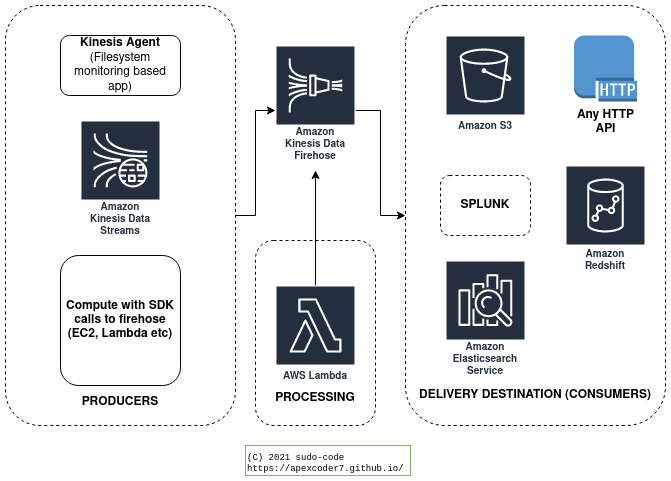 Kinesis Agent
(Filesystem
monitoring based
app)
Amazon
Kinesis Data
Streams
Compute with SDK
calls to firehose
(EC2, Lambda etc)
PRODUCERS
Amazon
Kinesis Data
Firehose
AWS Lambda
PROCESSING
Amazon S3
HTTP
Any HTTP
API
SPLUNK
Amazon
Redshift
Amazon
Elasticsearch
Service
DELIVERY DESTINATION (CONSUMERS)
(C) 2021 sudo-code
https://apexcoder7.github.io/